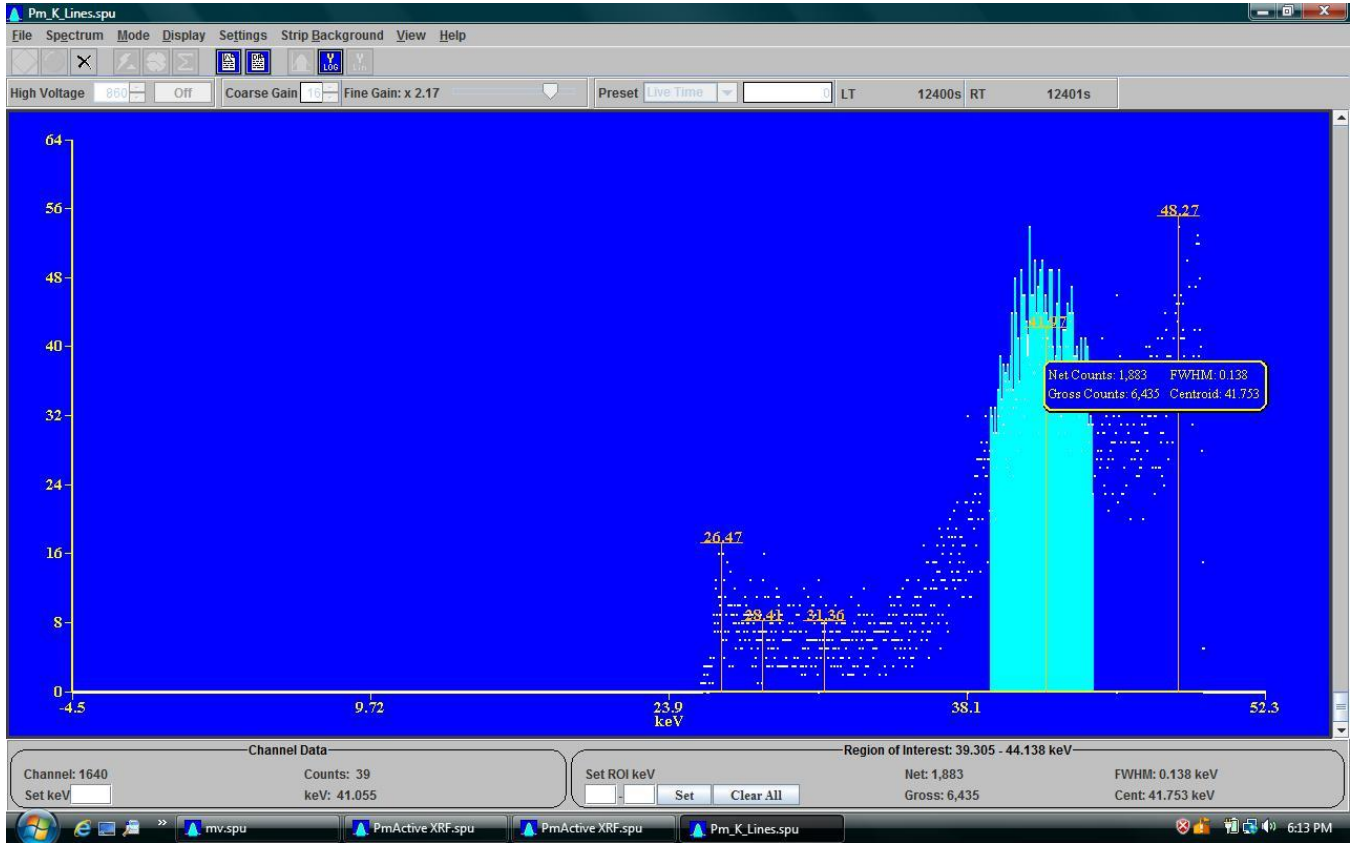 Pm_K_Lines.spu
File Spectrum Mode Display Settings Strip Background View Help
Y LOG
High Voltage 860 Off Coarse Gain 16 Fine Gain: x 2.17 Preset Live Time 0 LT 12400s RT 12401s
64
56
48
40
32
24
16
8
0
48.27
41.97
Net Counts: 1,883 FWHM: 0.138
Gross Counts: 6,435 Centroid: 41.753
26.47
28.41 31.36
-4.5 9.72 23.9 38.1 52.3
keV
Channel Data
Channel: 1640 Counts: 39
Set keV keV: 41.055
Region of Interest: 39.305 - 44.138 keV
Set ROI keV Net: 1,883 FWHM: 0.138 keV
- Set Clear All Gross: 6,435 Cent: 41.753 keV
mv.spu PmActive XRF.spu PmActive XRF.spu Pm_K_Lines.spu 6:13 PM